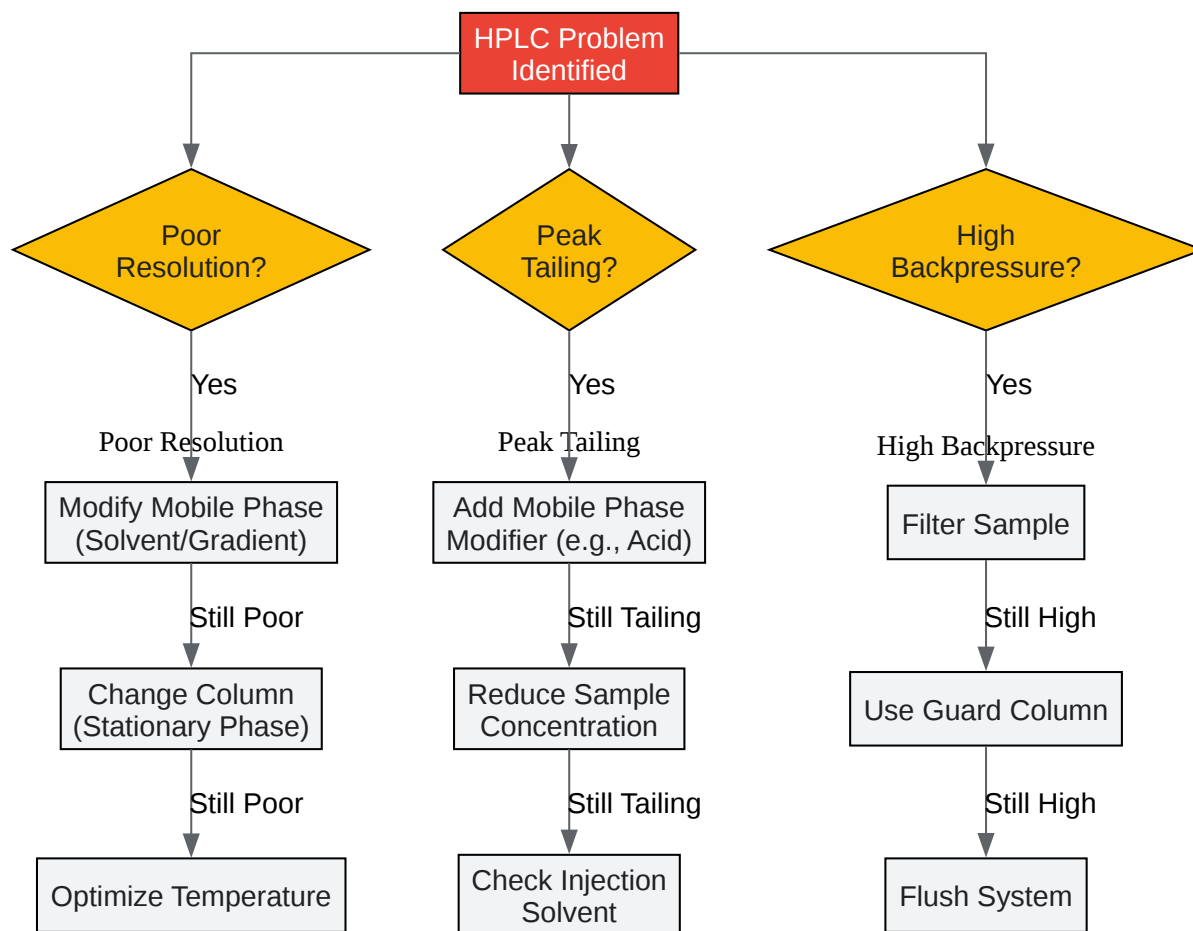 HPLC Problem
Identified
Poor
Resolution?
Peak
Tailing?
High
Backpressure?
Yes
Yes
Yes
Poor Resolution
Peak Tailing
High Backpressure
Modify Mobile Phase
(Solvent/Gradient)
Add Mobile Phase
Modifier (e.g., Acid)
Filter Sample
Still Poor
Still Tailing
Still High
Change Column
(Stationary Phase)
Reduce Sample
Concentration
Use Guard Column
Still Poor
Still Tailing
Still High
Optimize Temperature
Check Injection
Solvent
Flush System